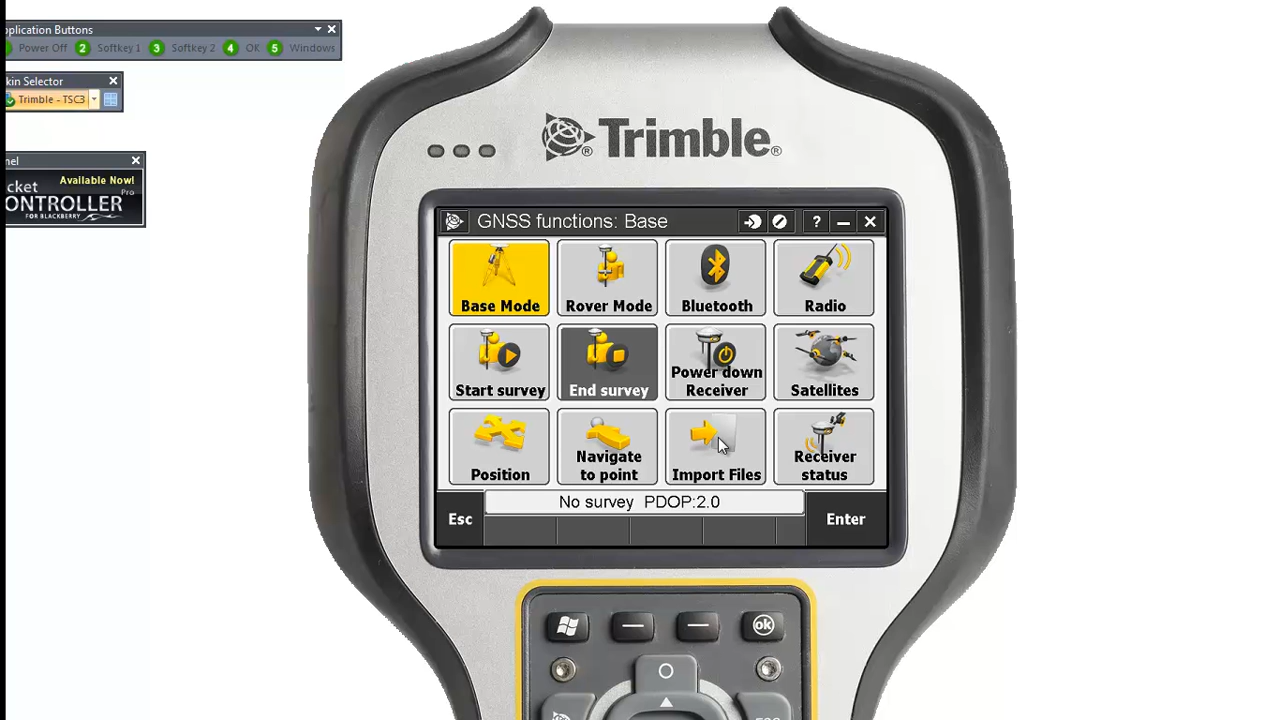 pplication Buttons
Power Off 2 Softkey 1 3 Softkey 2 4 OK 5 Windows
kin Selector
Trimble - TSC3
nel
Available Now!
cket Pro
ONTROLLER
FOR BLACKBERRY
Trimble
GNSS functions: Base
?
Base Mode
Rover Mode
Bluetooth
Radio
Start survey
End survey
Power down
Receiver
Satellites
Position
Navigate
to point
Import Files
Receiver
status
Esc
No survey PDOP:2.0
Enter
ok